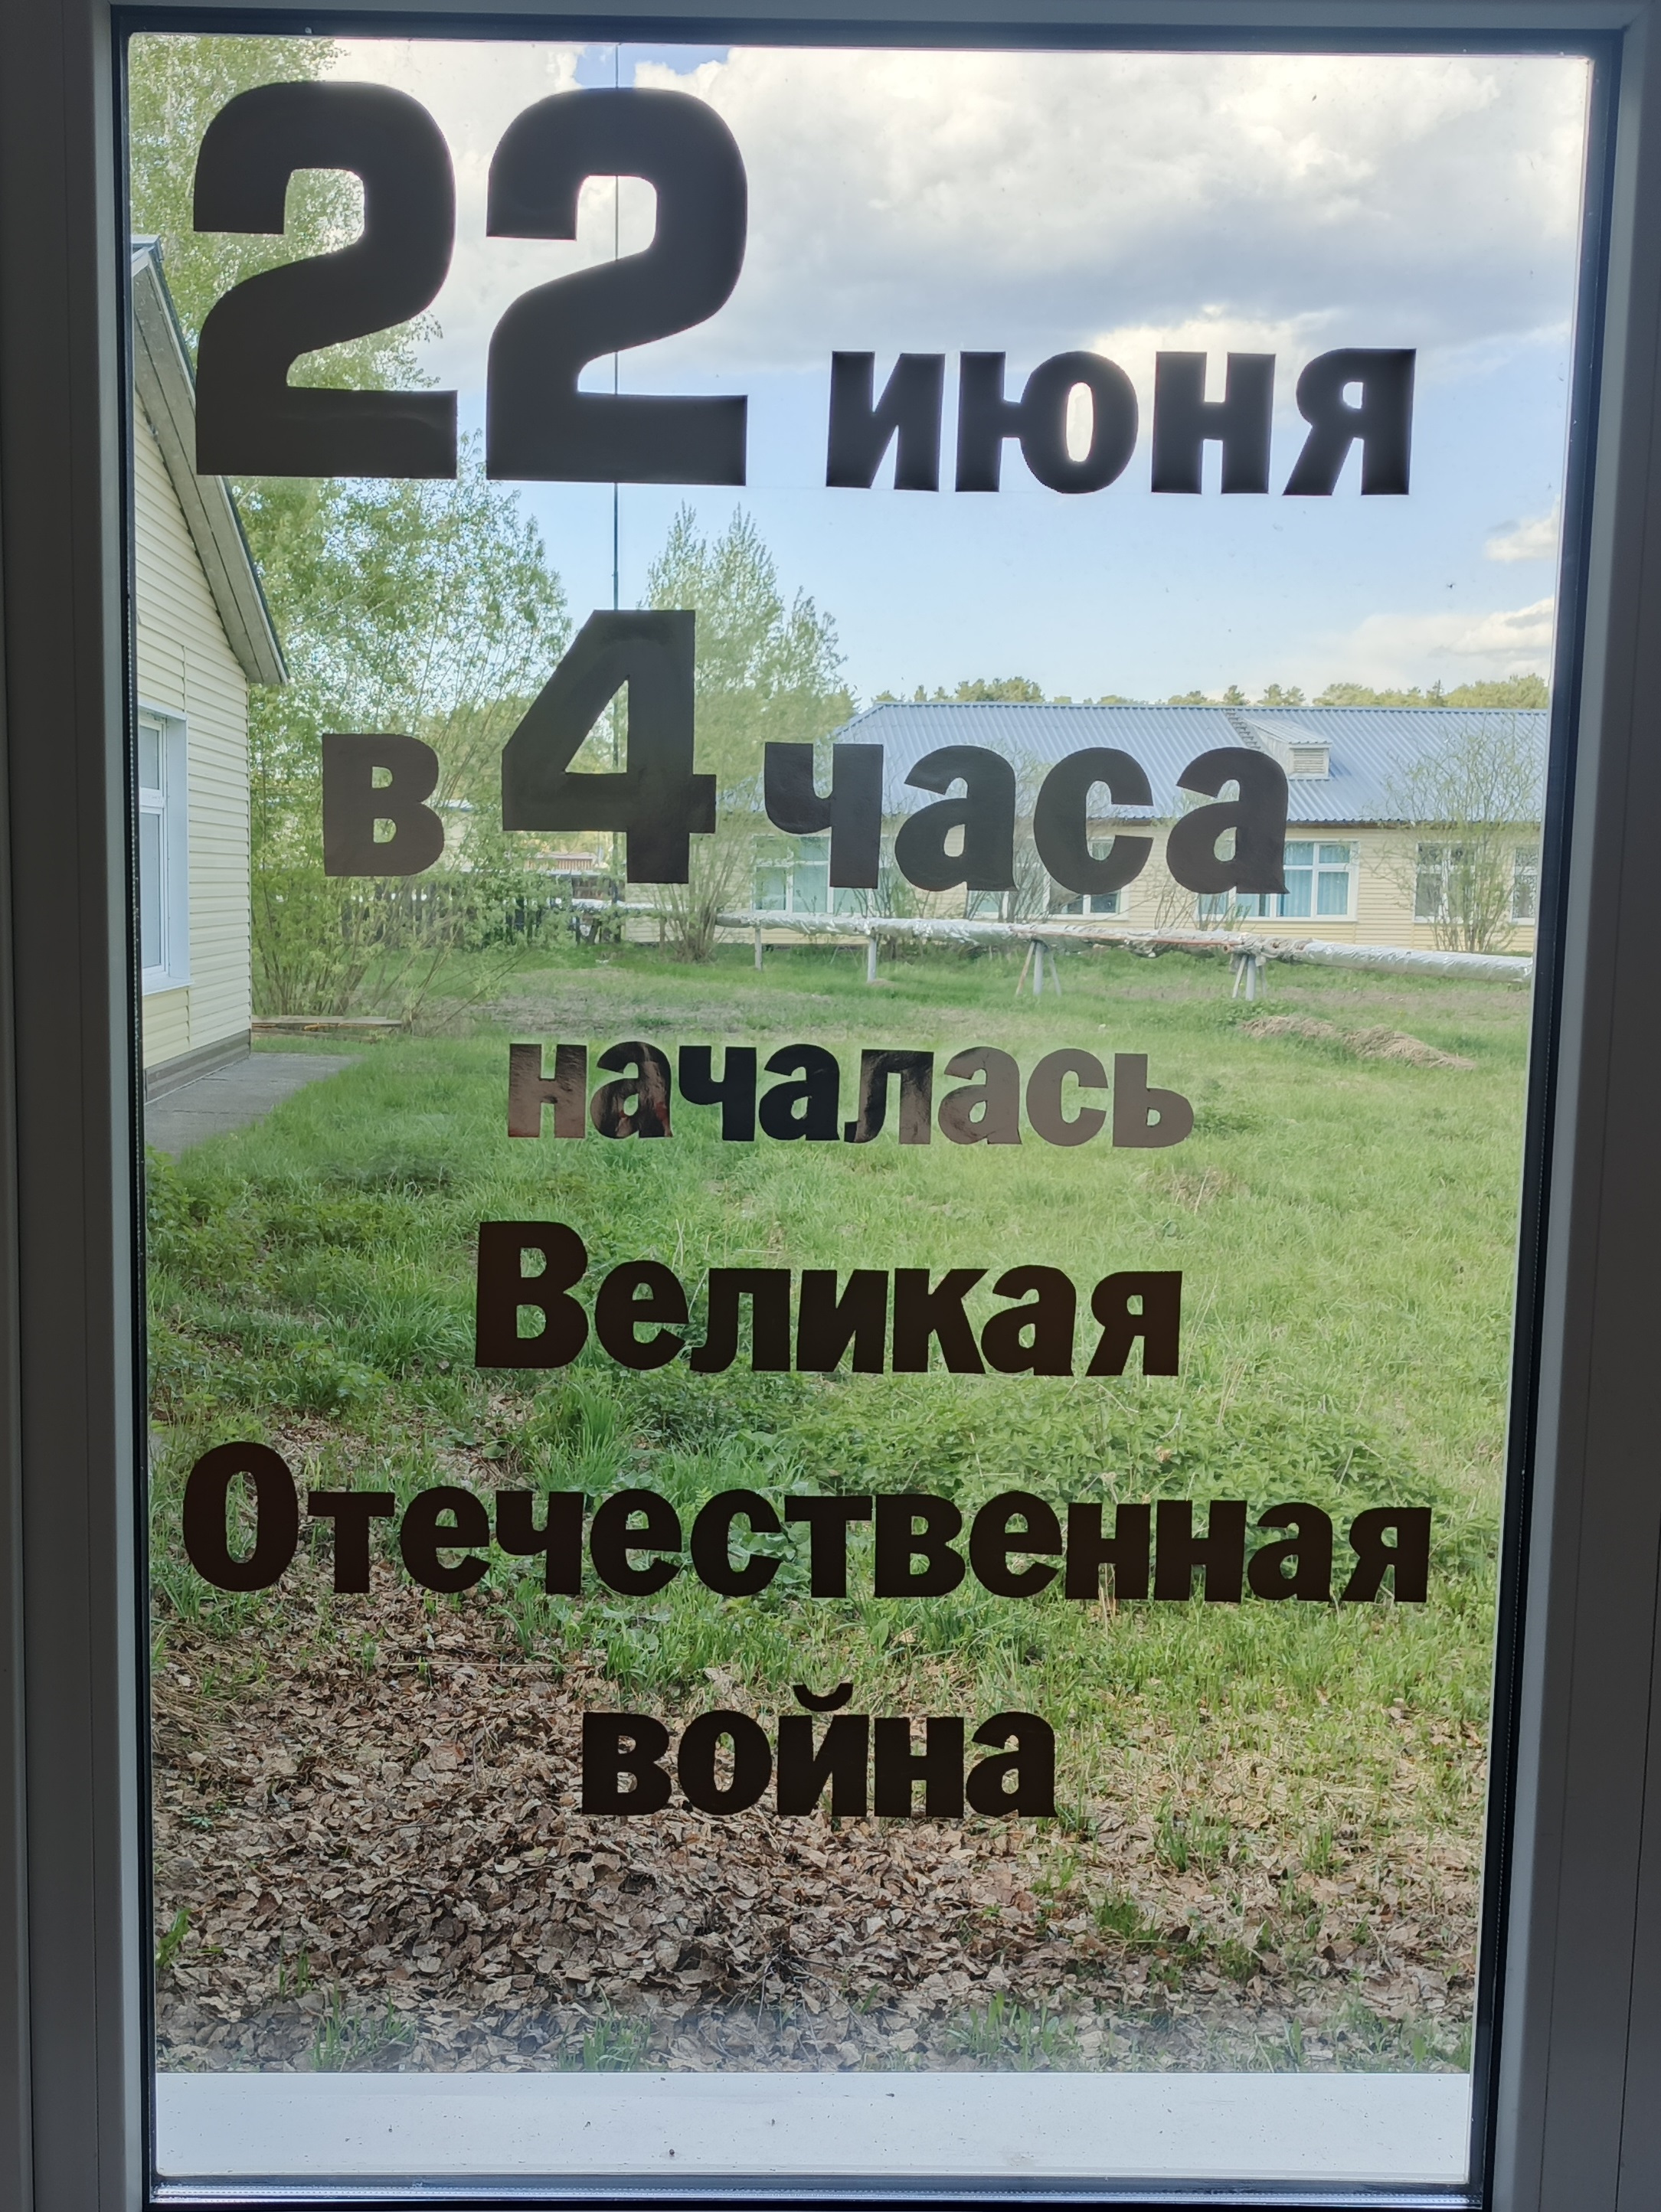 22 июня
в 4 часа
началась
Великая
Отечественная
война